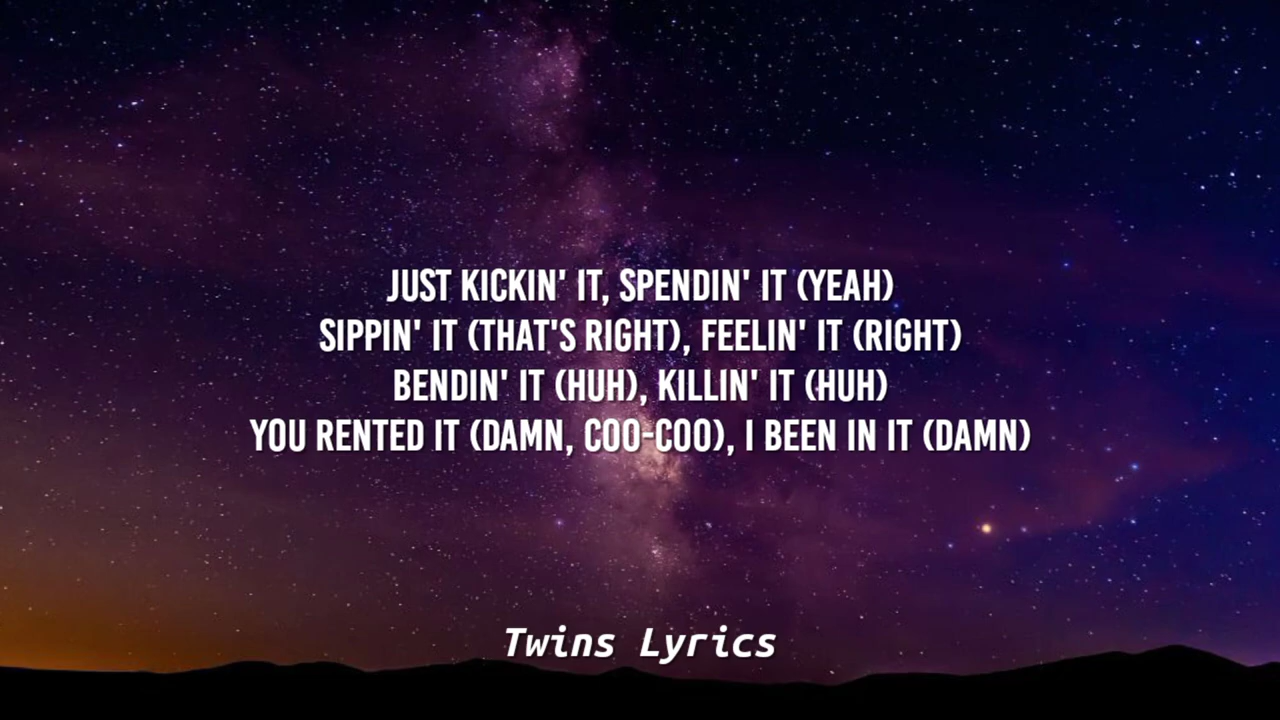 JUST KICKIN' IT, SPENDIN' IT (YEAH)
SIPPIN' IT (THAT'S RIGHT), FEELIN' IT (RIGHT)
BENDIN' IT (HUH), KILLIN' IT (HUH)
YOU RENTED IT (DAMN, COO-COO), I BEEN IN IT (DAMN)
Twins Lyrics